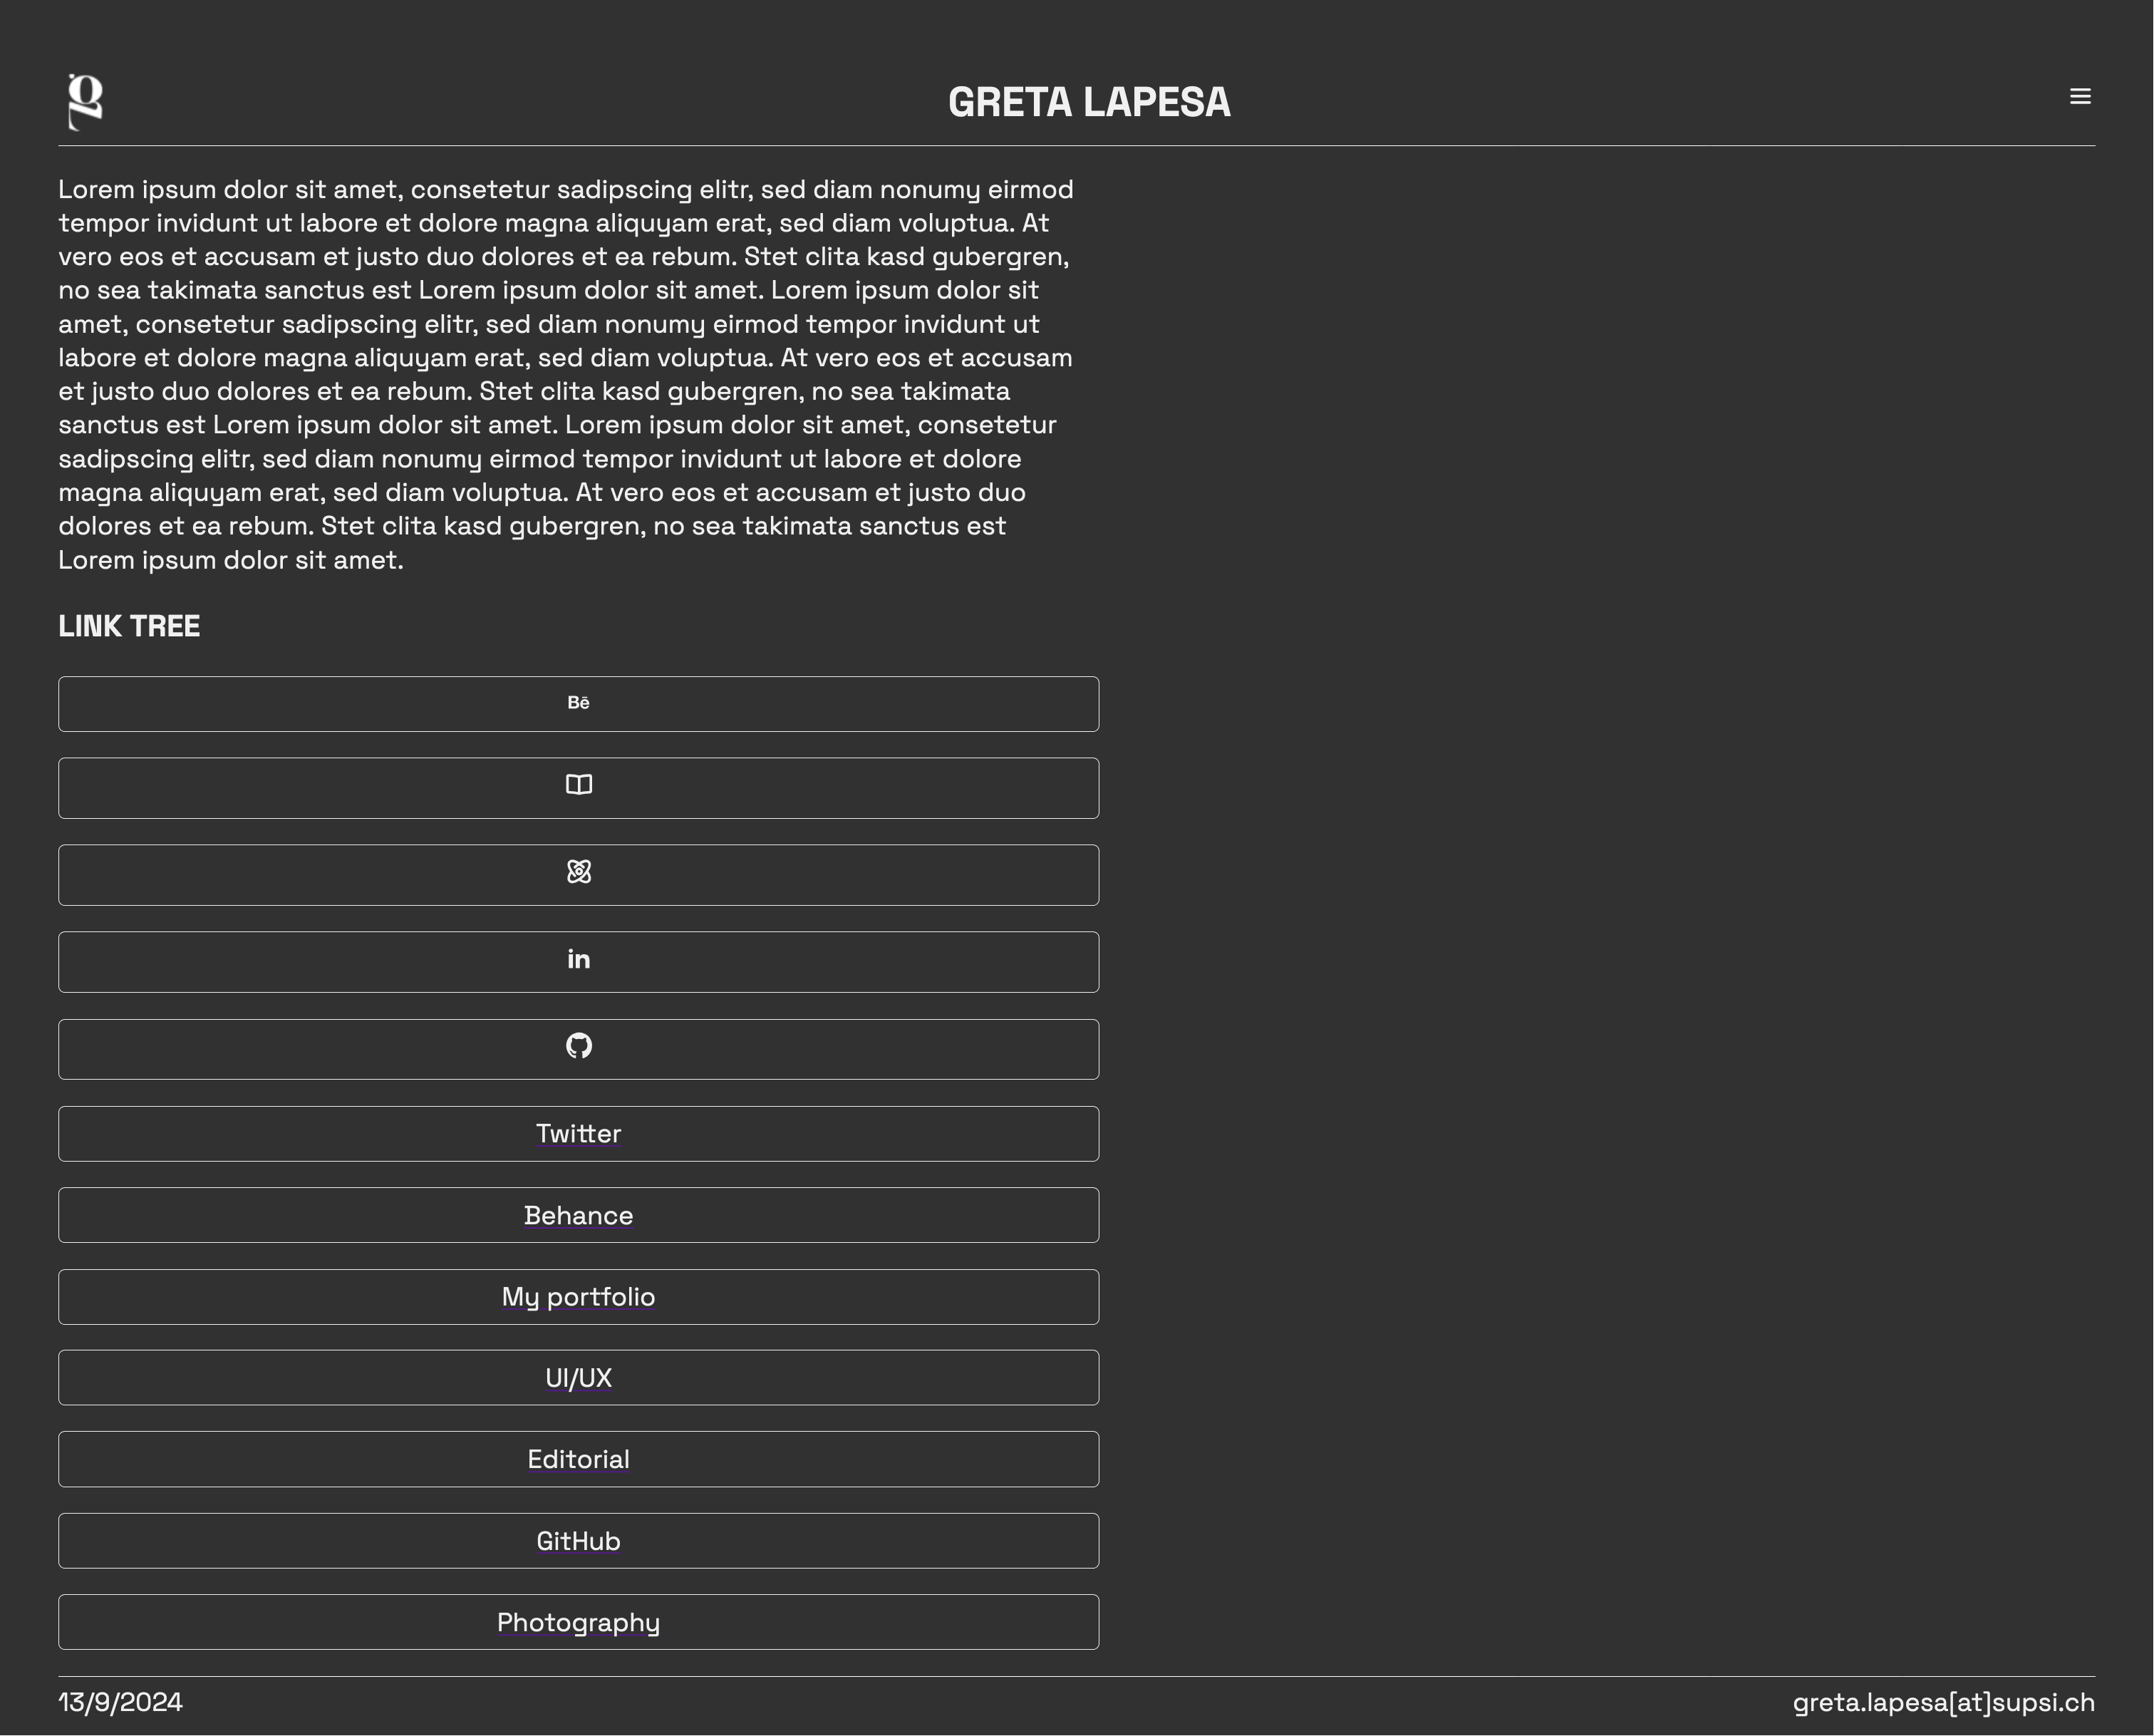 g
GRETA LAPESA
Lorem ipsum dolor sit amet, consetetur sadipscing elitr, sed diam nonumy eirmod
tempor invidunt ut labore et dolore magna aliquyam erat, sed diam voluptua. At
vero eos et accusam et justo duo dolores et ea rebum. Stet clita kasd gubergren,
no sea takimata sanctus est Lorem ipsum dolor sit amet. Lorem ipsum dolor sit
amet, consetetur sadipscing elitr, sed diam nonumy eirmod tempor invidunt ut
labore et dolore magna aliquyam erat, sed diam voluptua. At vero eos et accusam
et justo duo dolores et ea rebum. Stet clita kasd gubergren, no sea takimata
sanctus est Lorem ipsum dolor sit amet. Lorem ipsum dolor sit amet, consetetur
sadipscing elitr, sed diam nonumy eirmod tempor invidunt ut labore et dolore
magna aliquyam erat, sed diam voluptua. At vero eos et accusam et justo duo
dolores et ea rebum. Stet clita kasd gubergren, no sea takimata sanctus est
Lorem ipsum dolor sit amet.
LINK TREE
Bē
in
Twitter
Behance
My portfolio
UI/UX
Editorial
GitHub
Photography
13/9/2024
greta.lapesa[at]supsi.ch